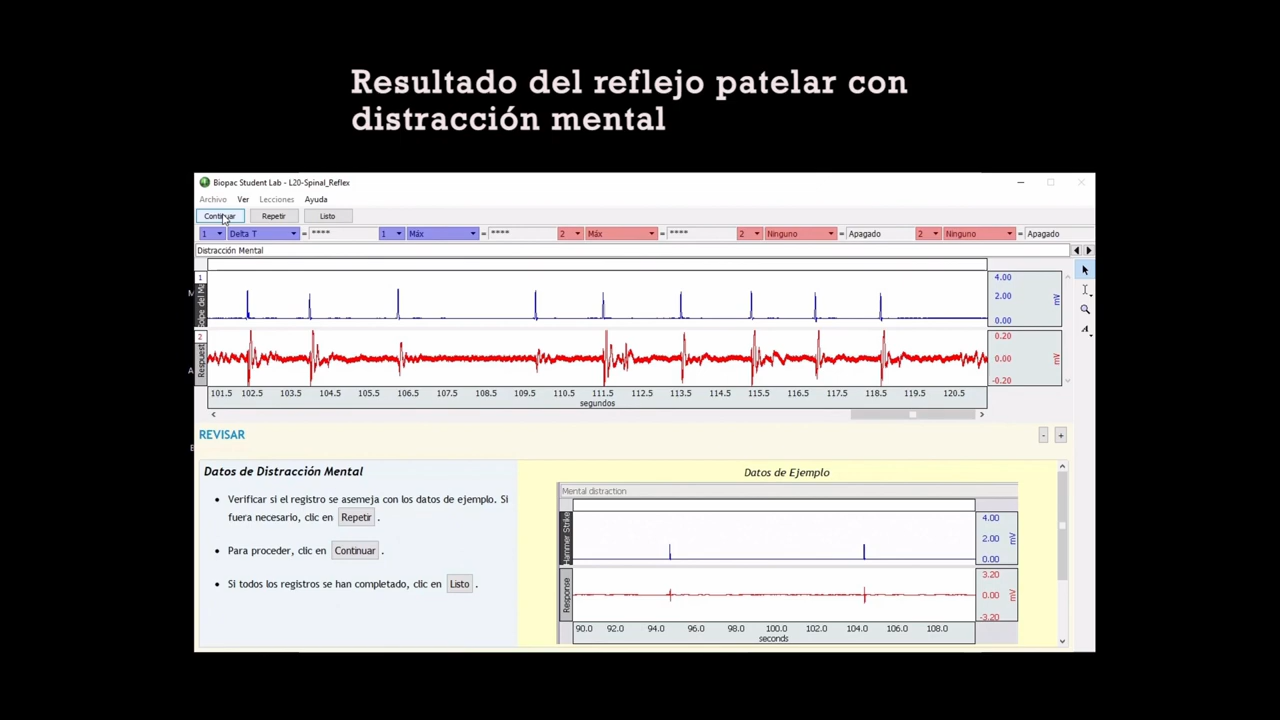 Resultado del reflejo patelar con
distracción mental
Biopac Student Lab - L20-Spinal_Reflex
Archivo Ver Lecciones Ayuda
Continuar Repetir Listo
1 Delta T = **** 1 Máx = **** 2 Máx = **** 2 Ninguno = Apagado 2 Ninguno = Apagado
Distracción Mental
1
4.00
2.00
0.00
mV
2
Respuest
0.20
0.00
-0.20
mV
101.5 102.5 103.5 104.5 105.5 106.5 107.5 108.5 109.5 110.5 111.5 112.5 113.5 114.5 115.5 116.5 117.5 118.5 119.5 120.5
segundos
REVISAR - +
Datos de Distracción Mental
Verificar si el registro se asemeja con los datos de ejemplo. Si
fuera necesario, clic en Repetir .
Para proceder, clic en Continuar .
Si todos los registros se han completado, clic en Listo .
Datos de Ejemplo
Mental distraction
Hammer Strike
4.00
2.00
0.00
mV
Response
3.20
0.00
-3.20
mV
90.0 92.0 94.0 96.0 98.0 100.0 102.0 104.0 106.0 108.0
seconds